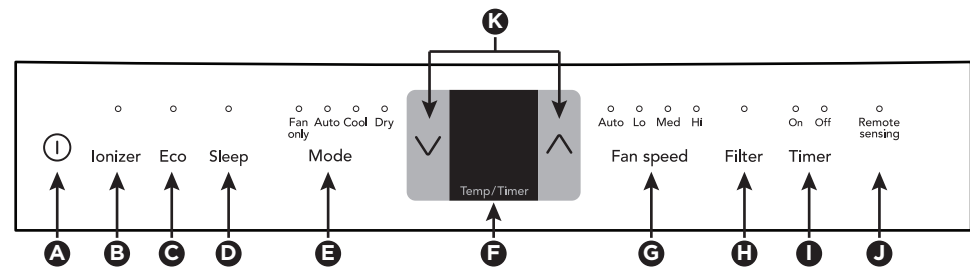 K
Fan only Auto Cool Dry
Auto Lo Med Hi
On Off
Remote sensing
Ionizer Eco Sleep Mode
Fan speed Filter Timer
Temp/Timer
A B C D E F G H I J